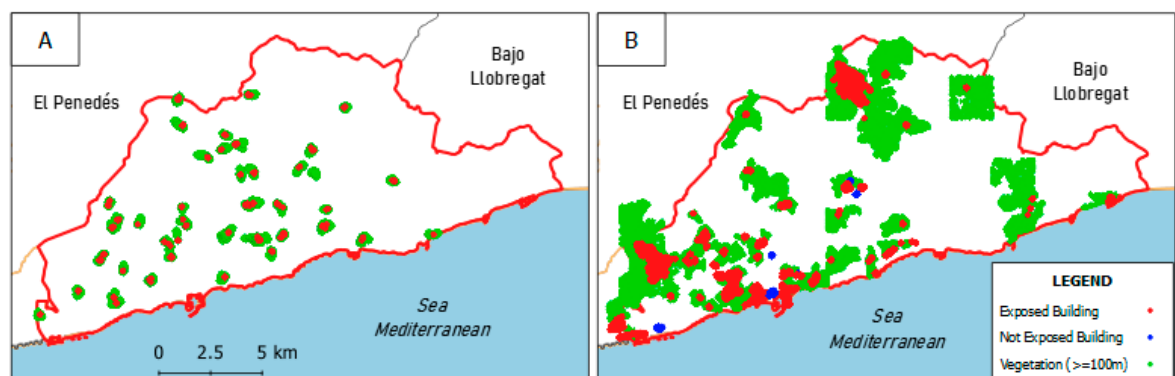 A
El Penedés
Bajo
Llobregat
Sea
Mediterranean
0 2.5 5 km
B
El Penedés
Bajo
Llobregat
Sea
Mediterranean
LEGEND
Exposed Building
Not Exposed Building
Vegetation (>=100m)